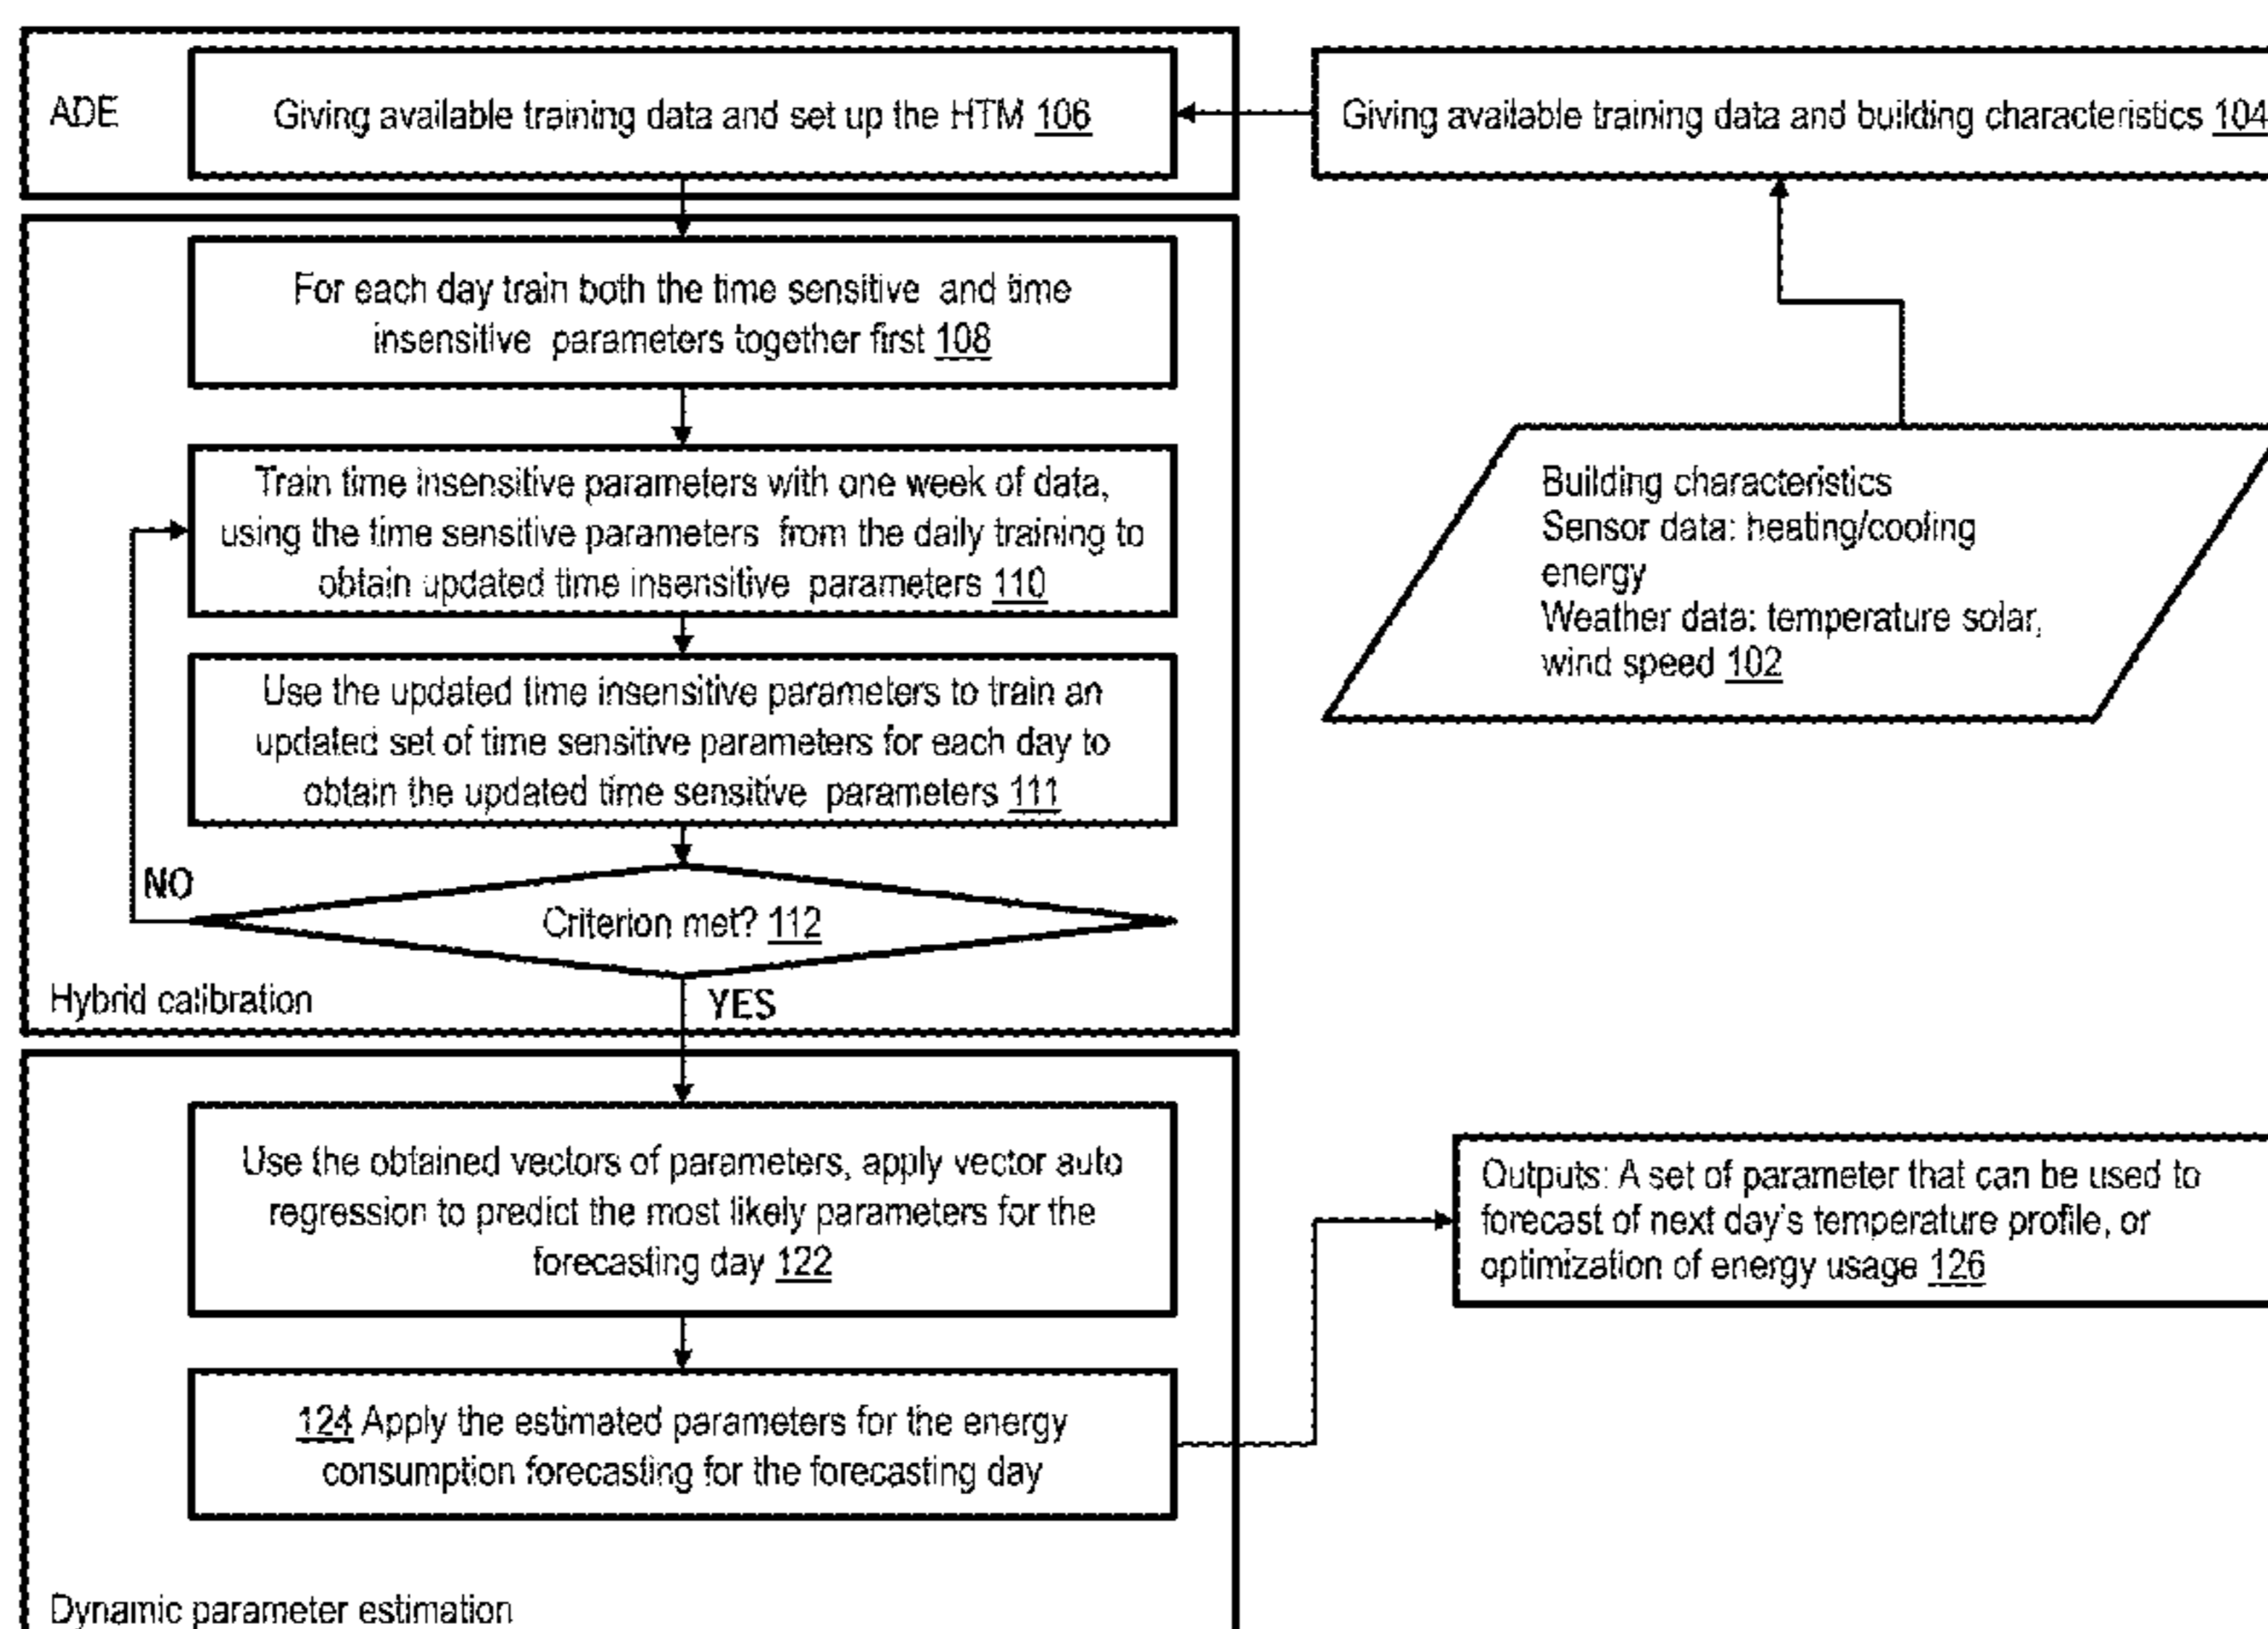 ADE
Giving available training data and set up the HTM 106
Giving available training data and building characteristics 104
For each day train both the time sensitive and time
insensitive parameters together first 108
Train time insensitive parameters with one week of data,
using the time sensitive parameters from the daily training to
obtain updated time insensitive parameters 110
Building characteristics
Sensor data: heating/cooling
energy
Weather data: temperature solar,
wind speed 102
Use the updated time insensitive parameters to train an
updated set of time sensitive parameters for each day to
obtain the updated time sensitive parameters 111
NO
Criterion met? 112
Hybrid calibration
YES
Use the obtained vectors of parameters, apply vector auto
regression to predict the most likely parameters for the
forecasting day 122
Outputs: A set of parameter that can be used to
forecast of next day's temperature profile, or
optimization of energy usage 126
124 Apply the estimated parameters for the energy
consumption forecasting for the forecasting day
Dynamic parameter estimation